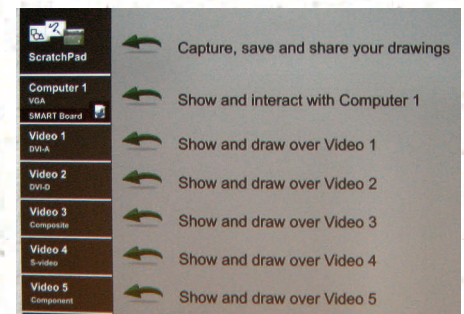 ScratchPad
Capture, save and share your drawings
Computer 1
VGA
SMART Board
Show and interact with Computer 1
Video 1
DVI-A
Show and draw over Video 1
Video 2
DVI-D
Show and draw over Video 2
Video 3
Composite
Show and draw over Video 3
Video 4
S-video
Show and draw over Video 4
Video 5
Component
Show and draw over Video 5